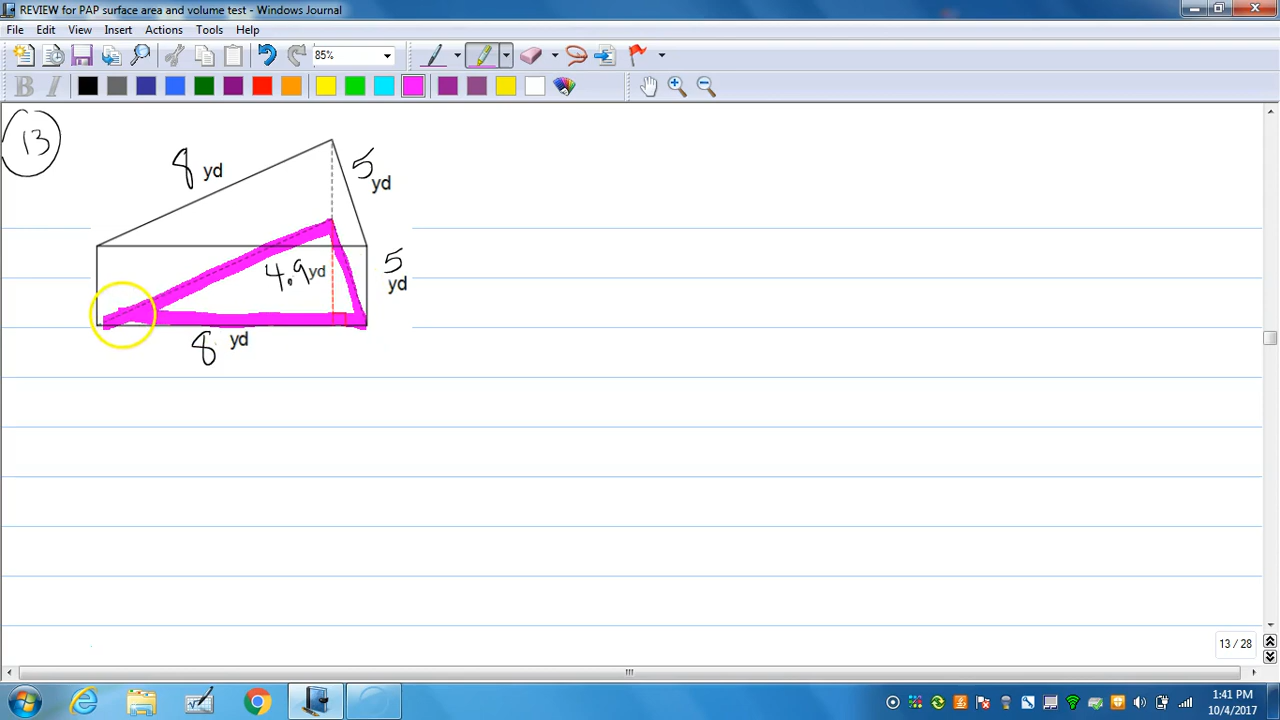 REVIEW for PAP surface area and volume test - Windows Journal
File Edit View Insert Actions Tools Help
85%
B I
13
8 yd
5 yd
4.9 yd
5 yd
8 yd
13 / 28
1:41 PM
10/4/2017